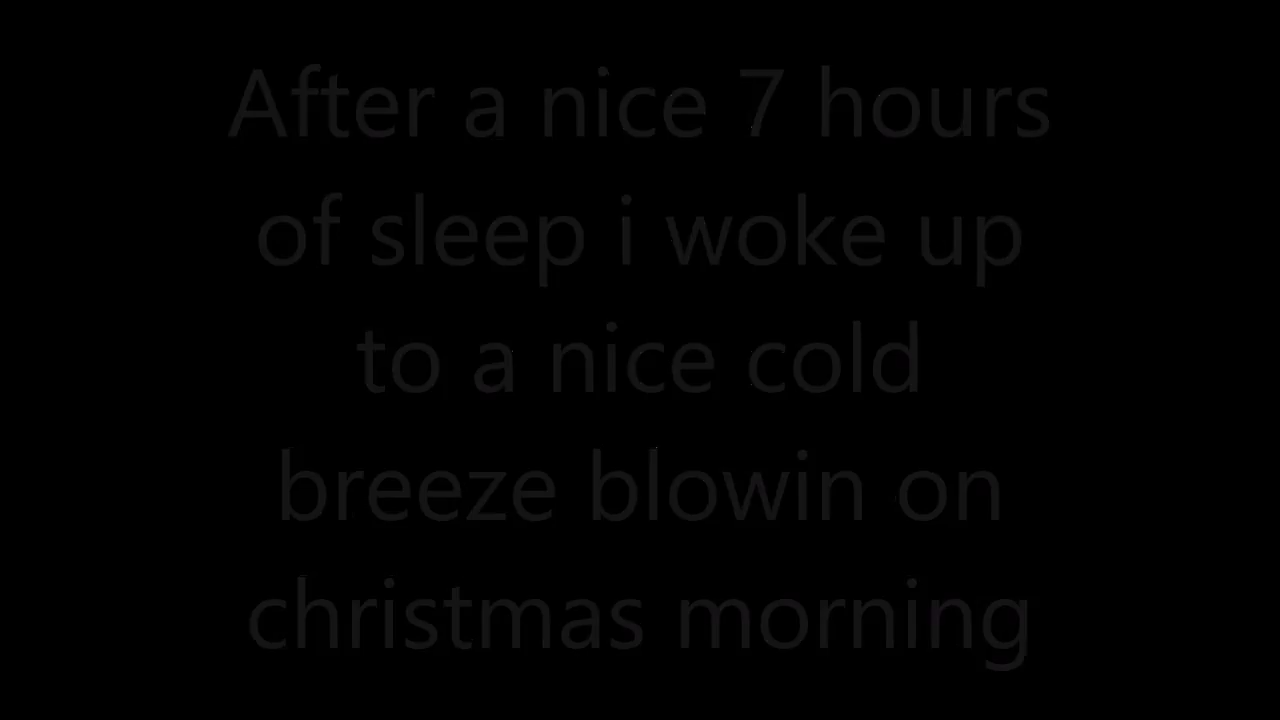 After a nice 7 hours
of sleep i woke up
to a nice cold
breeze blowin on
christmas morning